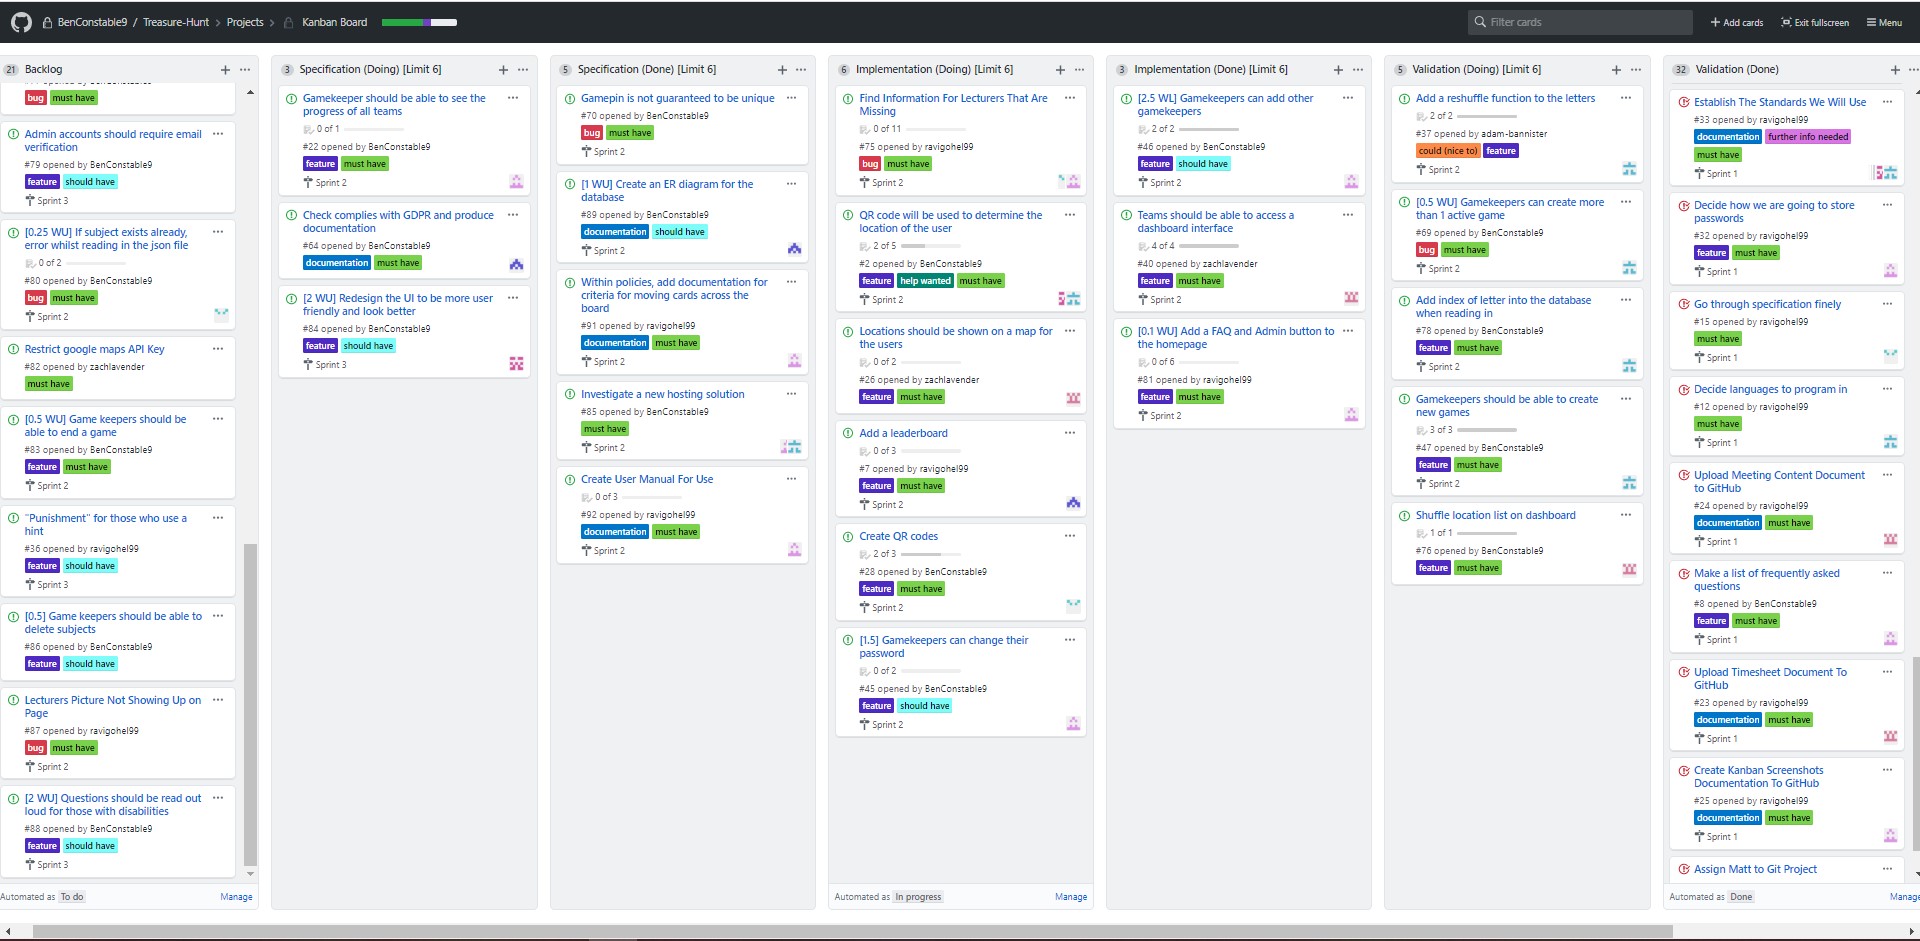 BenConstable9 / Treasure-Hunt > Projects > Kanban Board
Filter cards
Add cards
Exit fullscreen
Menu
21 Backlog
bug must have
Admin accounts should require email
verification
#79 opened by BenConstable9
feature should have
Sprint 3
[0.25 WU] If subject exists already,
error whilst reading in the json file
0 of 2
#80 opened by BenConstable9
bug must have
Sprint 2
Restrict google maps API Key
#82 opened by zachlavender
must have
[0.5 WU] Game keepers should be
able to end a game
#83 opened by BenConstable9
feature must have
Sprint 2
"Punishment" for those who use a
hint
#36 opened by ravigohel99
feature should have
Sprint 3
[0.5] Game keepers should be able to
delete subjects
#86 opened by BenConstable9
feature should have
Lecturers Picture Not Showing Up on
Page
#87 opened by ravigohel99
bug must have
Sprint 2
[2 WU] Questions should be read out
loud for those with disabilities
#88 opened by BenConstable9
feature should have
Sprint 3
Automated as To do
Manage
3 Specification (Doing) [Limit 6]
Gamekeeper should be able to see the
progress of all teams
0 of 1
#22 opened by BenConstable9
feature must have
Sprint 2
Check complies with GDPR and produce
documentation
#64 opened by BenConstable9
documentation must have
[2 WU] Redesign the UI to be more user
friendly and look better
#84 opened by BenConstable9
feature should have
Sprint 3
5 Specification (Done) [Limit 6]
Gamepin is not guaranteed to be unique
#70 opened by BenConstable9
bug must have
Sprint 2
[1 WU] Create an ER diagram for the
database
#89 opened by BenConstable9
documentation should have
Sprint 2
Within policies, add documentation for
criteria for moving cards across the
board
#91 opened by ravigohel99
documentation must have
Sprint 2
Investigate a new hosting solution
#85 opened by BenConstable9
must have
Sprint 2
Create User Manual For Use
0 of 3
#92 opened by ravigohel99
documentation must have
Sprint 2
6 Implementation (Doing) [Limit 6]
Find Information For Lecturers That Are
Missing
0 of 11
#75 opened by ravigohel99
bug must have
Sprint 2
QR code will be used to determine the
location of the user
2 of 5
#2 opened by BenConstable9
feature help wanted must have
Sprint 2
Locations should be shown on a map for
the users
0 of 2
#26 opened by zachlavender
feature must have
Add a leaderboard
0 of 3
#7 opened by ravigohel99
feature must have
Sprint 2
Create QR codes
2 of 3
#28 opened by BenConstable9
feature must have
Sprint 2
[1.5] Gamekeepers can change their
password
0 of 2
#45 opened by BenConstable9
feature should have
Sprint 2
Automated as In progress
Manage
3 Implementation (Done) [Limit 6]
[2.5 WL] Gamekeepers can add other
gamekeepers
2 of 2
#46 opened by BenConstable9
feature should have
Sprint 2
Teams should be able to access a
dashboard interface
4 of 4
#40 opened by zachlavender
feature must have
Sprint 2
[0.1 WU] Add a FAQ and Admin button to
the homepage
0 of 6
#81 opened by ravigohel99
feature must have
Sprint 2
5 Validation (Doing) [Limit 6]
Add a reshuffle function to the letters
2 of 2
#37 opened by adam-bannister
could (nice to) feature
Sprint 2
[0.5 WU] Gamekeepers can create more
than 1 active game
#69 opened by BenConstable9
bug must have
Sprint 2
Add index of letter into the database
when reading in
#78 opened by BenConstable9
feature must have
Sprint 2
Gamekeepers should be able to create
new games
3 of 3
#47 opened by BenConstable9
feature must have
Sprint 2
Shuffle location list on dashboard
1 of 1
#76 opened by BenConstable9
feature must have
32 Validation (Done)
Establish The Standards We Will Use
#33 opened by ravigohel99
documentation further info needed
must have
Sprint 1
Decide how we are going to store
passwords
#32 opened by ravigohel99
feature must have
Sprint 1
Go through specification finely
#15 opened by ravigohel99
must have
Sprint 1
Decide languages to program in
#12 opened by ravigohel99
must have
Sprint 1
Upload Meeting Content Document
to GitHub
#24 opened by ravigohel99
documentation must have
Sprint 1
Make a list of frequently asked
questions
#8 opened by BenConstable9
feature must have
Sprint 1
Upload Timesheet Document To
GitHub
#23 opened by ravigohel99
documentation must have
Sprint 1
Create Kanban Screenshots
Documentation To GitHub
#25 opened by ravigohel99
documentation must have
Sprint 1
Assign Matt to Git Project
Automated as Done
Manage